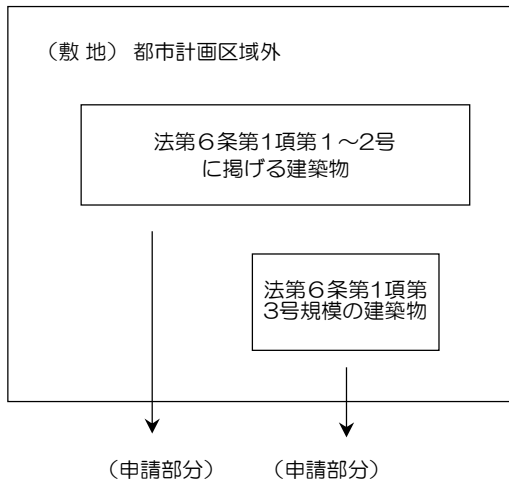 （敷 地） 都市計画区域外
法第６条第1項第１～2号
に掲げる建築物
法第６条第1項第
3号規模の建築物
（申請部分） （申請部分）